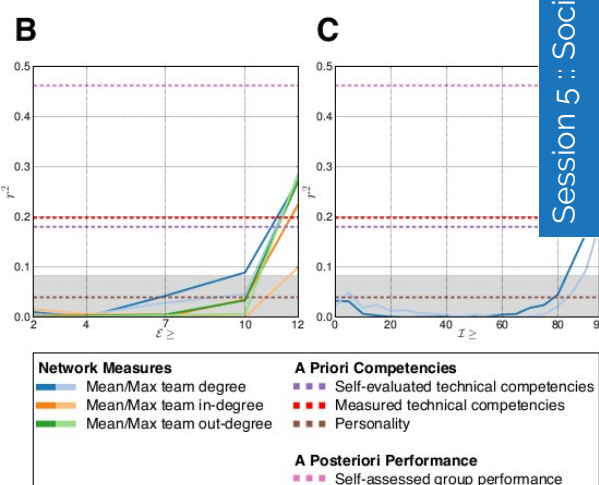 B
C
Session 5 :: Soci
0.5
0.4
0.3
0.2
0.1
0.0
r²
2
4
7
10
12
ℰ ≥
0.5
0.4
0.3
0.2
0.1
0.0
r²
0
20
40
60
80
9
ℐ ≥
Network Measures
Mean/Max team degree
Mean/Max team in-degree
Mean/Max team out-degree
A Priori Competencies
Self-evaluated technical competencies
Measured technical competencies
Personality
A Posteriori Performance
Self-assessed group performance